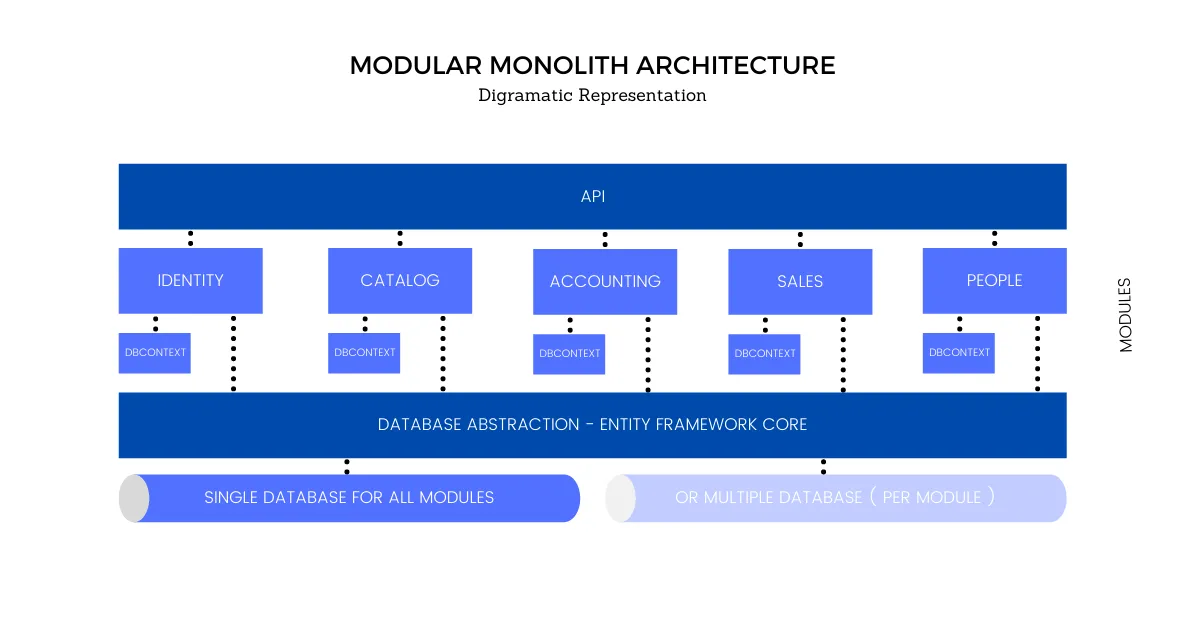 MODULAR MONOLITH ARCHITECTURE
Digramatic Representation
API
IDENTITY
CATALOG
ACCOUNTING
SALES
PEOPLE
MODULES
DBCONTEXT
DBCONTEXT
DBCONTEXT
DBCONTEXT
DBCONTEXT
DATABASE ABSTRACTION - ENTITY FRAMEWORK CORE
SINGLE DATABASE FOR ALL MODULES
OR MULTIPLE DATABASE ( PER MODULE )